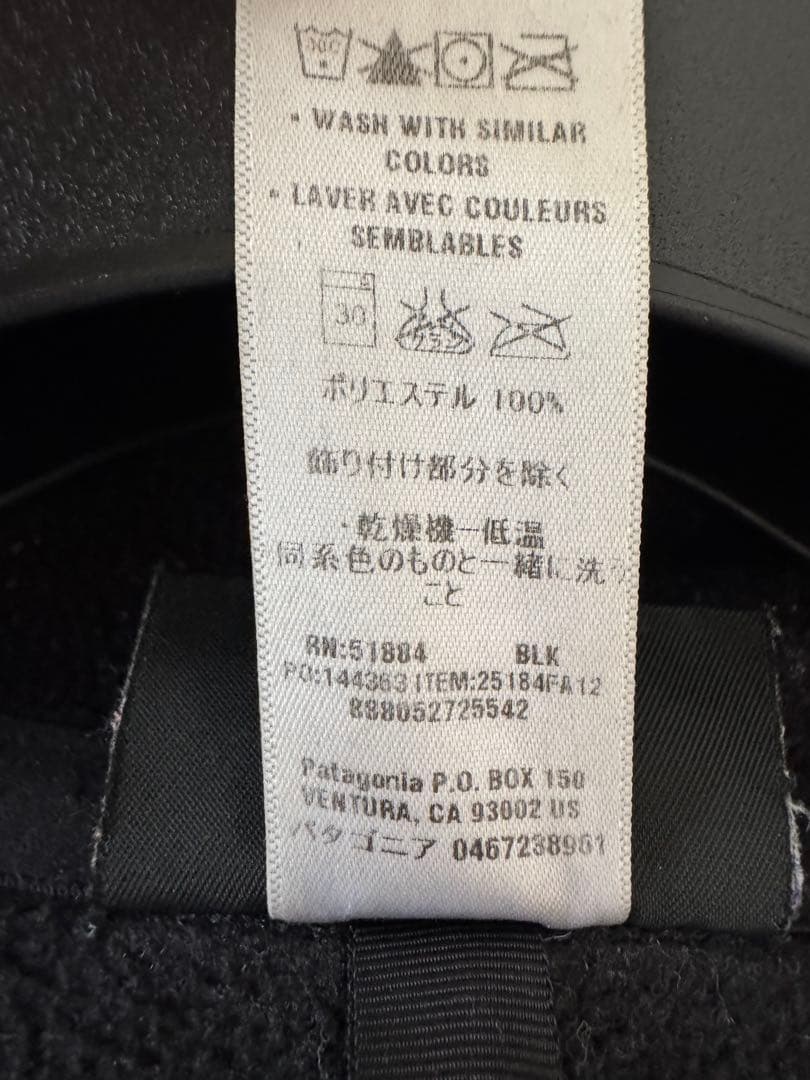 30C
• WASH WITH SIMILAR
COLORS
• LAVER AVEC COULEURS
SEMBLABLES
30
ポリエステル 100%
飾り付け部分を除く
・乾燥機一低温
同系色のものと一緒に洗う
こと
RN:51884 BLK
PO:144363 ITEM:25184FA12
888052725542
Patagonia P.O. BOX 150
VENTURA, CA 93002 US
パタゴニア 0467238961